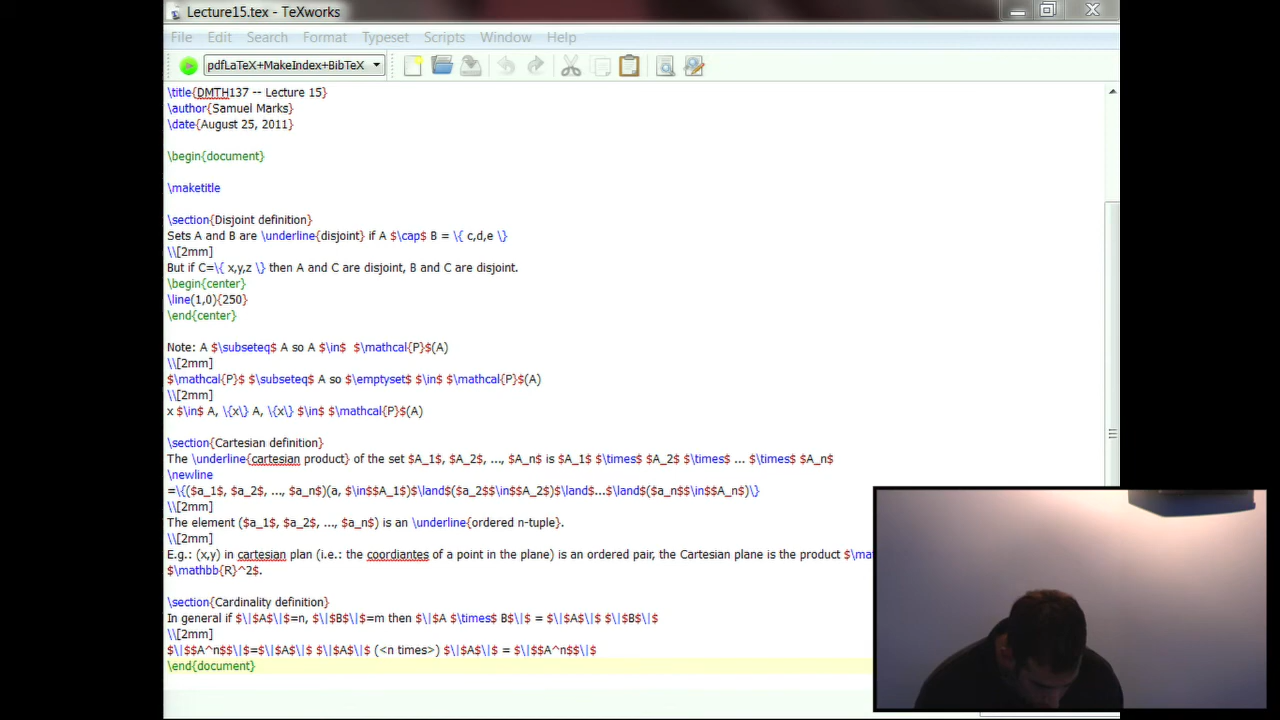 Lecture15.tex - TeXworks
File Edit Search Format Typeset Scripts Window Help
pdfLaTeX+MakeIndex+BibTeX
\title{DMTH137 -- Lecture 15}
\author{Samuel Marks}
\date{August 25, 2011}
\begin{document}
\maketitle
\section{Disjoint definition}
Sets A and B are \underline{disjoint} if A $\cap$ B = \{ c,d,e \}
\\[2mm]
But if C=\{ x,y,z \} then A and C are disjoint, B and C are disjoint.
\begin{center}
\line(1,0){250}
\end{center}
Note: A $\subseteq$ A so A $\in$  $\mathcal{P}$(A)
\\[2mm]
$\mathcal{P}$ $\subseteq$ A so $\emptyset$ $\in$ $\mathcal{P}$(A)
\\[2mm]
x $\in$ A, \{x\} A, \{x\} $\in$ $\mathcal{P}$(A)
\section{Cartesian definition}
The \underline{cartesian product} of the set $A_1$, $A_2$, ..., $A_n$ is $A_1$ $\times$ $A_2$ $\times$ ... $\times$ $A_n$
\newline
=\{($a_1$, $a_2$, ..., $a_n$)(a, $\in$$A_1$)$\land$($a_2$$\in$$A_2$)$\land$...$\land$($a_n$$\in$$A_n$)\}
\\[2mm]
The element ($a_1$, $a_2$, ..., $a_n$) is an \underline{ordered n-tuple}.
\\[2mm]
E.g.: (x,y) in cartesian plan (i.e.: the coordiantes of a point in the plane) is an ordered pair, the Cartesian plane is the product
$\mathbb{R}^2$.
\section{Cardinality definition}
In general if $\|$A$\|$=n, $\|$B$\|$=m then $\|$A $\times$ B$\|$ = $\|$A$\|$ $\|$B$\|$
\\[2mm]
$\|$$A^n$$\|$=$\|$A$\|$ $\|$A$\|$ (<n times>) $\|$A$\|$ = $\|$$A^n$$\|$
\end{document}